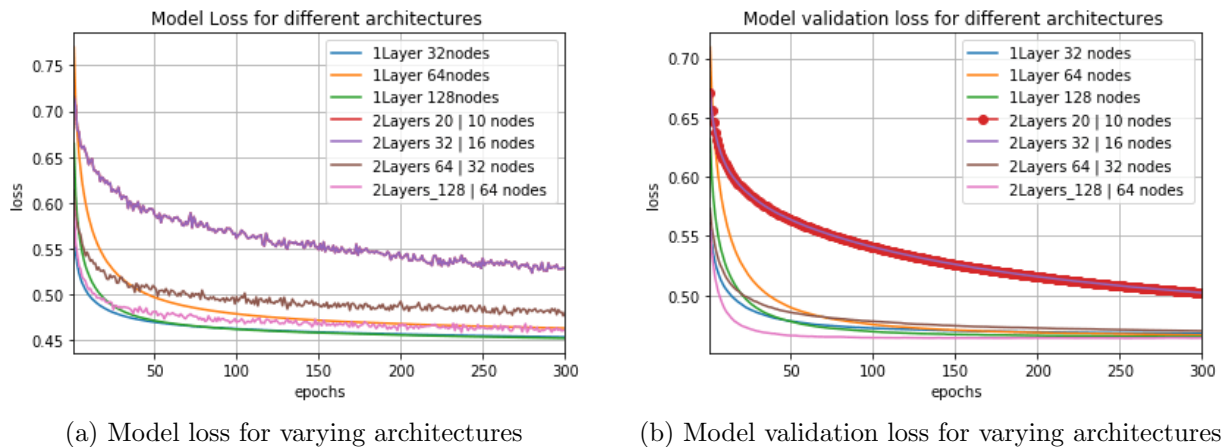 Model Loss for different architectures
0.75
0.70
0.65
0.60
0.55
0.50
0.45
loss
50 100 150 200 250 300
epochs
1Layer 32nodes
1Layer 64nodes
1Layer 128nodes
2Layers 20 | 10 nodes
2Layers 32 | 16 nodes
2Layers 64 | 32 nodes
2Layers_128 | 64 nodes
(a) Model loss for varying architectures
Model validation loss for different architectures
0.70
0.65
0.60
0.55
0.50
loss
50 100 150 200 250 300
epochs
1Layer 32 nodes
1Layer 64 nodes
1Layer 128 nodes
2Layers 20 | 10 nodes
2Layers 32 | 16 nodes
2Layers 64 | 32 nodes
2Layers_128 | 64 nodes
(b) Model validation loss for varying architectures